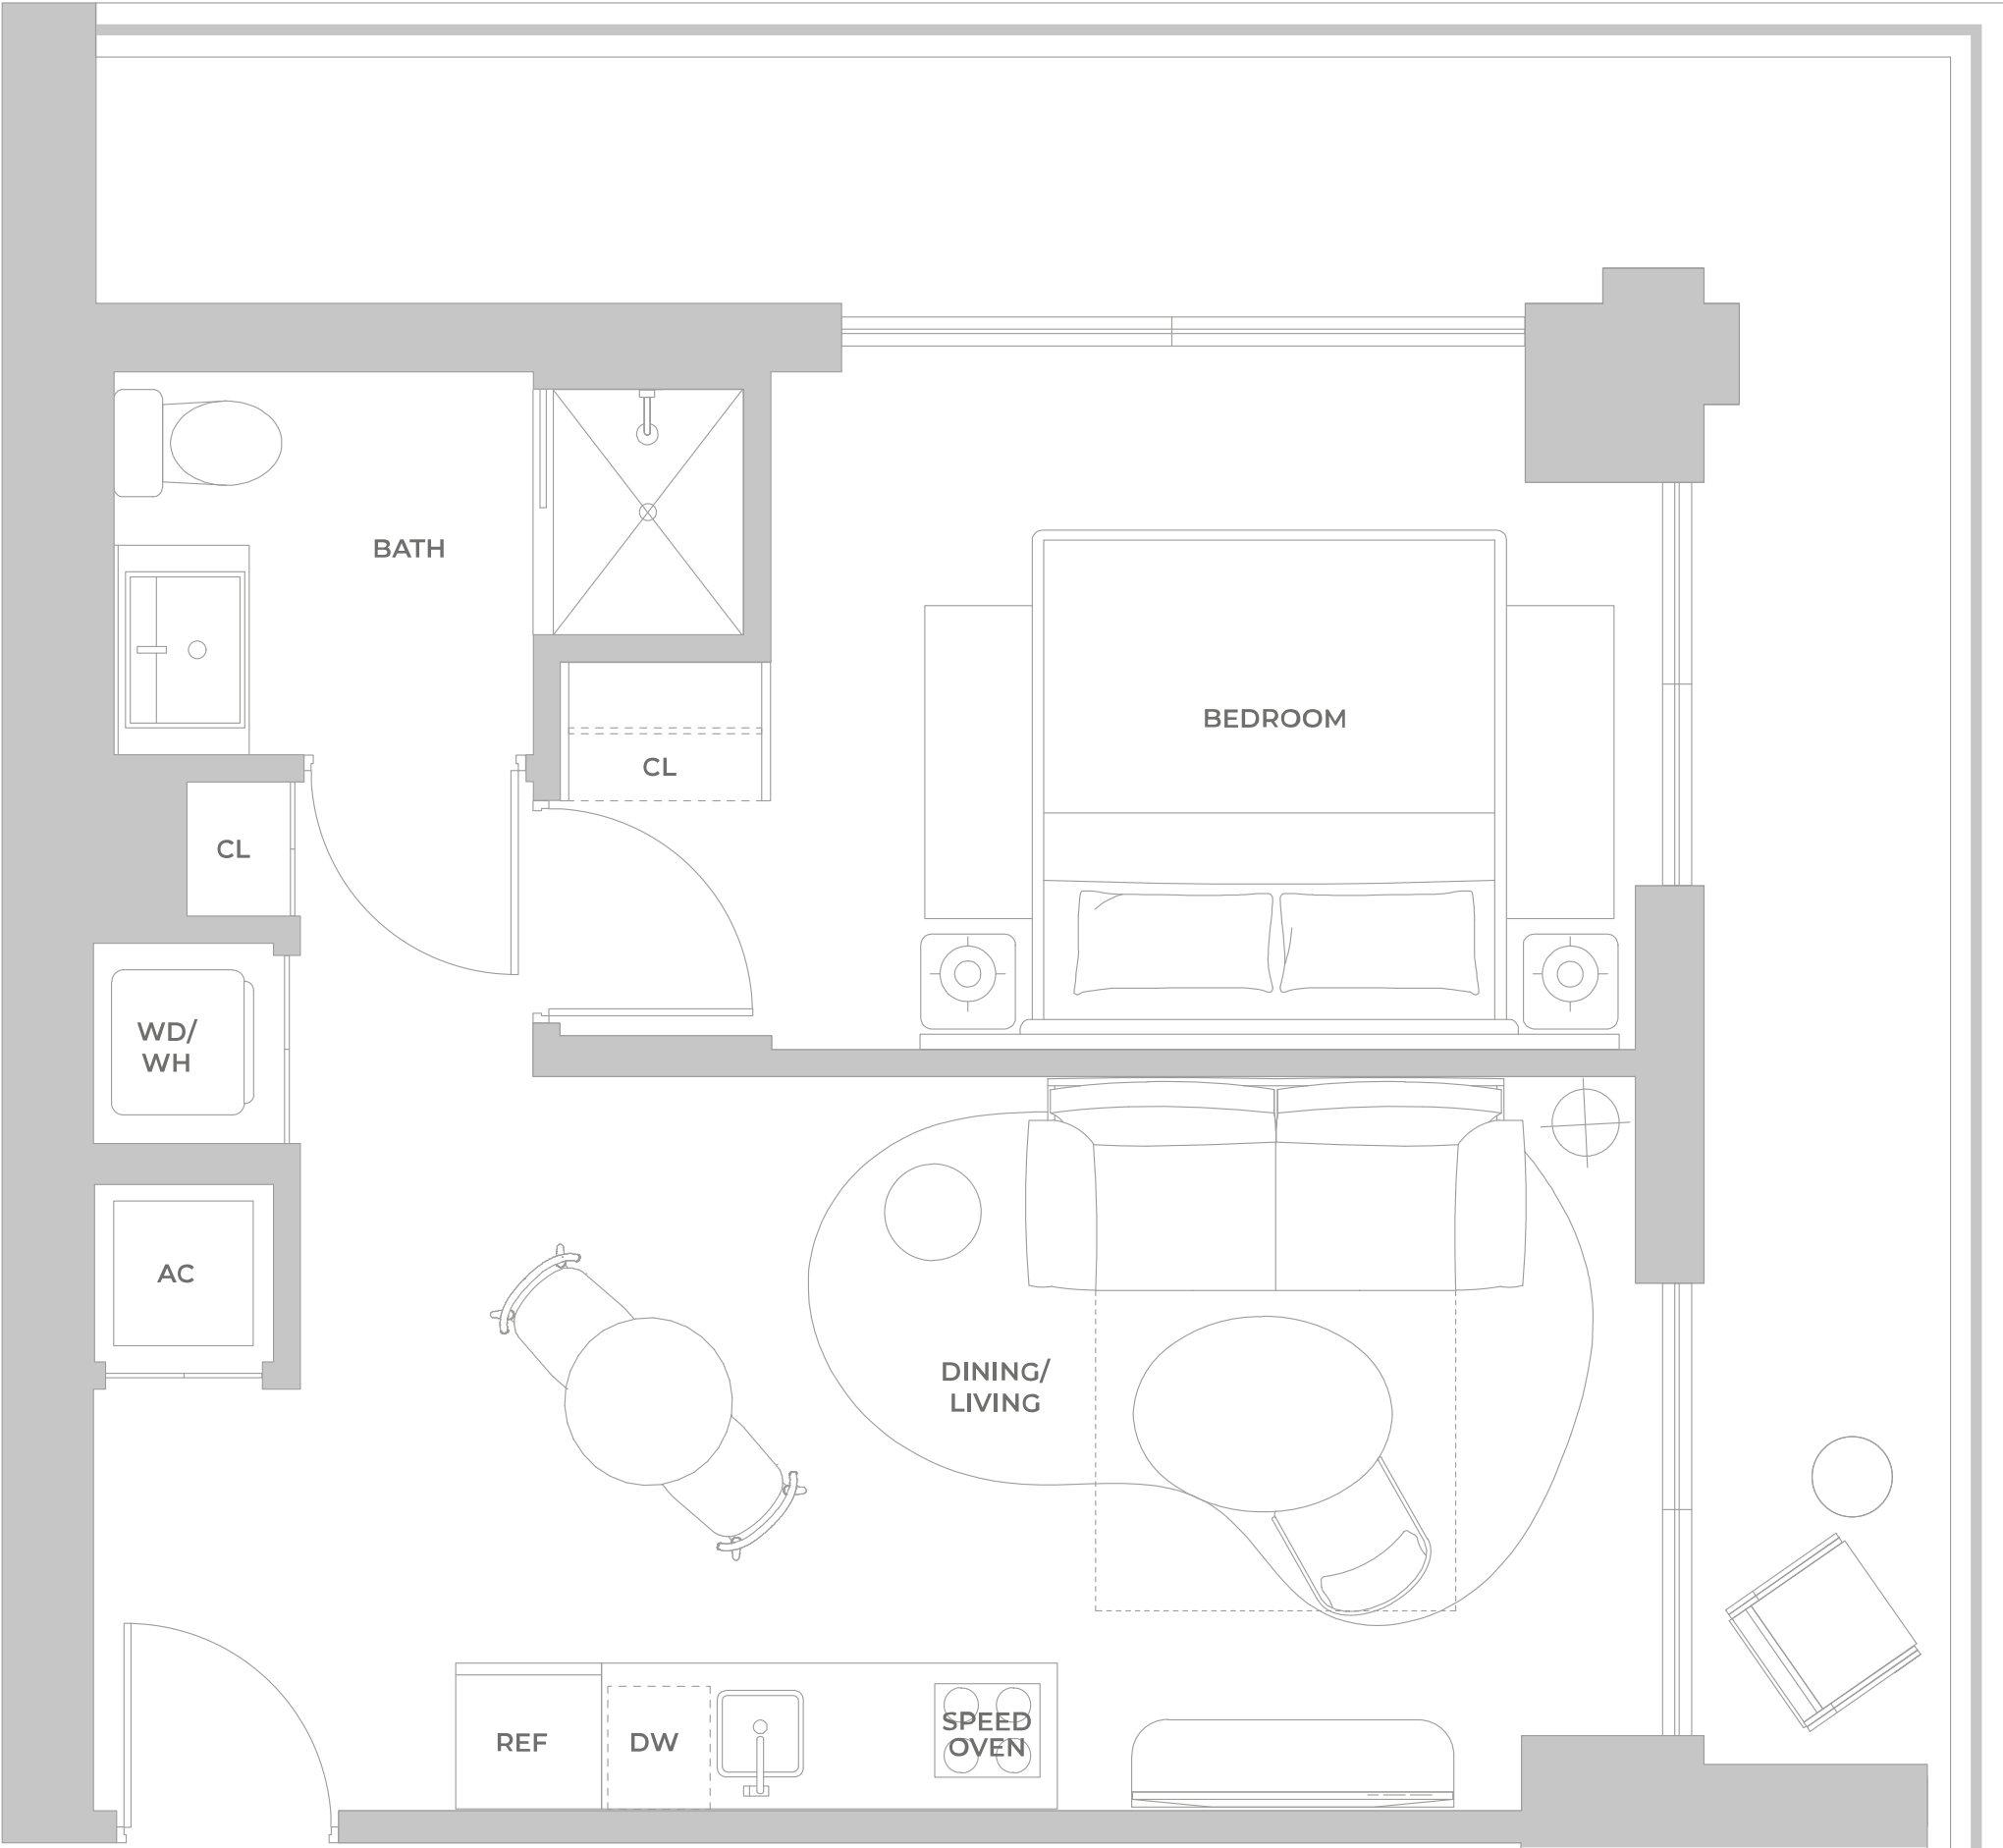 BATH
BEDROOM
CL
CL
WD/
WH
AC
DINING/
LIVING
REF
DW
SPEED
OVEN